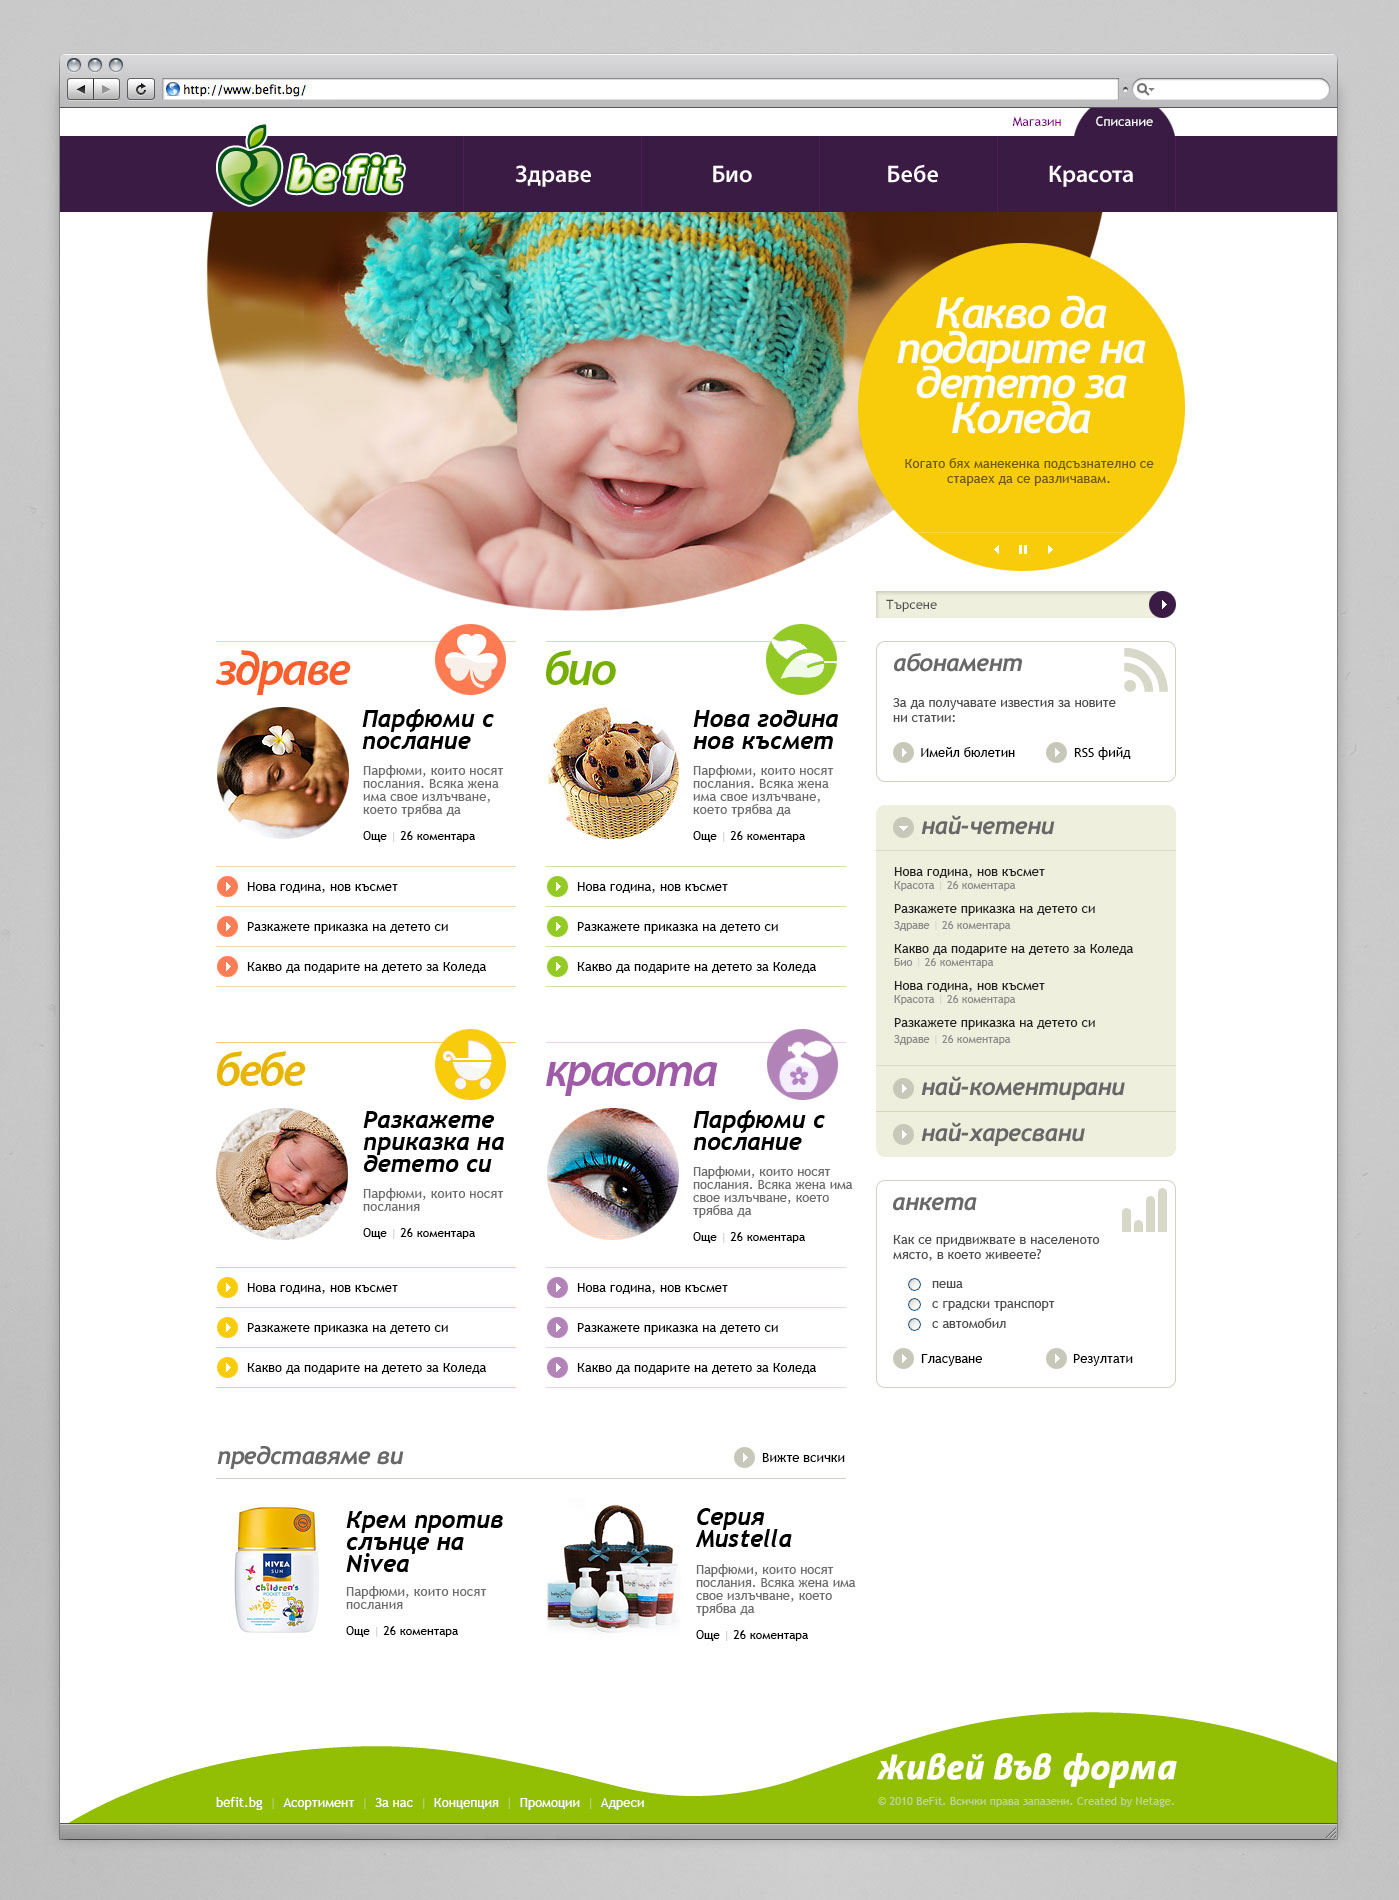 http://www.befit.bg/
Магазин
Списание
be fit
Здраве
Био
Бебе
Красота
Какво да
подарите на
детето за
Коледа
Когато бях манекенка подсъзнателно се
стараех да се различавам.
Търсене
здраве
Парфюми с
послание
Парфюми, които носят
послания. Всяка жена
има свое излъчване,
което трябва да
Още | 26 коментара
Нова година, нов късмет
Разкажете приказка на детето си
Какво да подарите на детето за Коледа
био
Нова година
нов късмет
Парфюми, които носят
послания. Всяка жена
има свое излъчване,
което трябва да
Още | 26 коментара
Нова година, нов късмет
Разкажете приказка на детето си
Какво да подарите на детето за Коледа
абонамент
За да получавате известия за новите
ни статии:
Имейл бюлетин
RSS фийд
най-четени
Нова година, нов късмет
Красота | 26 коментара
Разкажете приказка на детето си
Здраве | 26 коментара
Какво да подарите на детето за Коледа
Био | 26 коментара
Нова година, нов късмет
Красота | 26 коментара
Разкажете приказка на детето си
Здраве | 26 коментара
най-коментирани
най-харесвани
бебе
Разкажете
приказка на
детето си
Парфюми, които носят
послания
Още | 26 коментара
Нова година, нов късмет
Разкажете приказка на детето си
Какво да подарите на детето за Коледа
красота
Парфюми с
послание
Парфюми, които носят
послания. Всяка жена има
свое излъчване, което
трябва да
Още | 26 коментара
Нова година, нов късмет
Разкажете приказка на детето си
Какво да подарите на детето за Коледа
анкета
Как се придвижвате в населеното
място, в което живеете?
пеша
с градски транспорт
с автомобил
Гласуване
Резултати
представяме ви
Вижте всички
NIVEA
SUN
children's
POCKET SIZE
Крем против
слънце на
Nivea
Парфюми, които носят
послания
Още | 26 коментара
Серия
Mustella
Парфюми, които носят
послания. Всяка жена има
свое излъчване, което
трябва да
Още | 26 коментара
живей във форма
befit.bg | Асортимент | За нас | Концепция | Промоции | Адреси
© 2010 BeFit. Всички права запазени. Created by Netage.